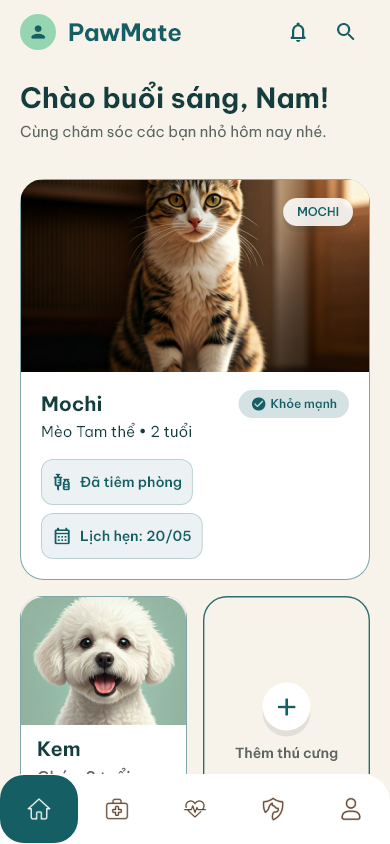 PawMate
Chào buổi sáng, Nam!
Cùng chăm sóc các bạn nhỏ hôm nay nhé.
MOCHI
Mochi
Khỏe mạnh
Mèo Tam thể • 2 tuổi
Đã tiêm phòng
Lịch hẹn: 20/05
Kem
Thêm thú cưng